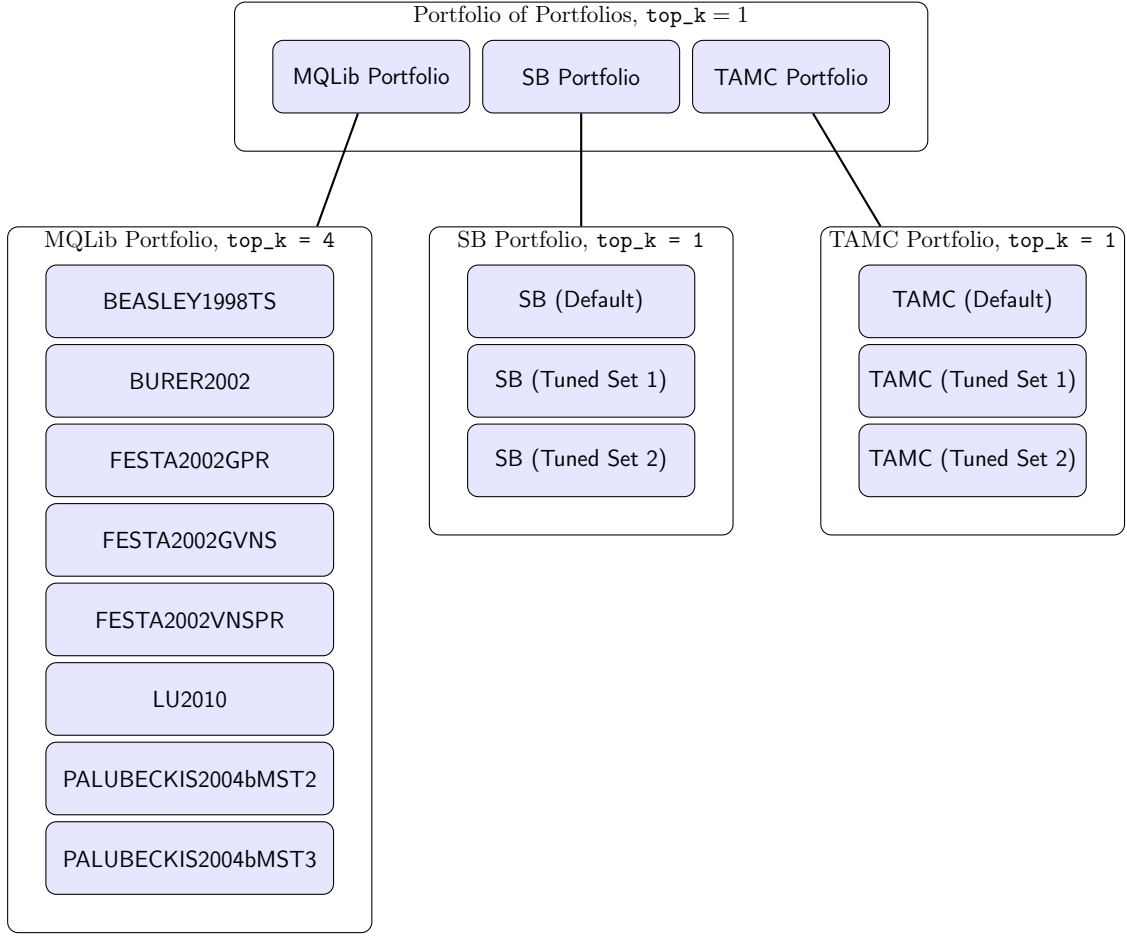 Portfolio of Portfolios, top_k = 1
MQLib Portfolio
SB Portfolio
TAMC Portfolio
MQLib Portfolio, top_k = 4
BEASLEY1998TS
BURER2002
FESTA2002GPR
FESTA2002GVNS
FESTA2002VNSPR
LU2010
PALUBECKIS2004bMST2
PALUBECKIS2004bMST3
SB Portfolio, top_k = 1
SB (Default)
SB (Tuned Set 1)
SB (Tuned Set 2)
TAMC Portfolio, top_k = 1
TAMC (Default)
TAMC (Tuned Set 1)
TAMC (Tuned Set 2)